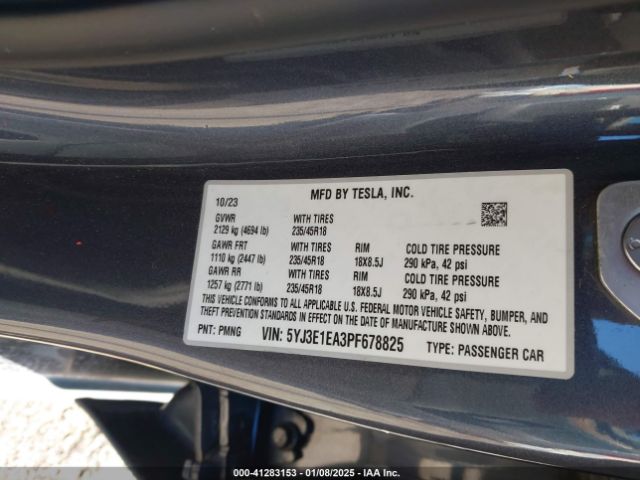 MFD BY TESLA, INC.
10/23
GVWR WITH TIRES
2129 kg (4694 lb) 235/45R18
GAWR FRT WITH TIRES RIM COLD TIRE PRESSURE
1110 kg (2447 lb) 235/45R18 18X8.5J 290 kPa, 42 psi
GAWR RR WITH TIRES RIM COLD TIRE PRESSURE
1257 kg (2771 lb) 235/45R18 18X8.5J 290 kPa, 42 psi
THIS VEHICLE CONFORMS TO ALL APPLICABLE U.S. FEDERAL MOTOR VEHICLE SAFETY, BUMPER, AND
THEFT PREVENTION STANDARDS IN EFFECT ON THE DATE OF MANUFACTURE SHOWN ABOVE.
PNT: PMNG VIN: 5YJ3E1EA3PF678825 TYPE: PASSENGER CAR
000-41283153 — 01/08/2025 — IAA Inc.